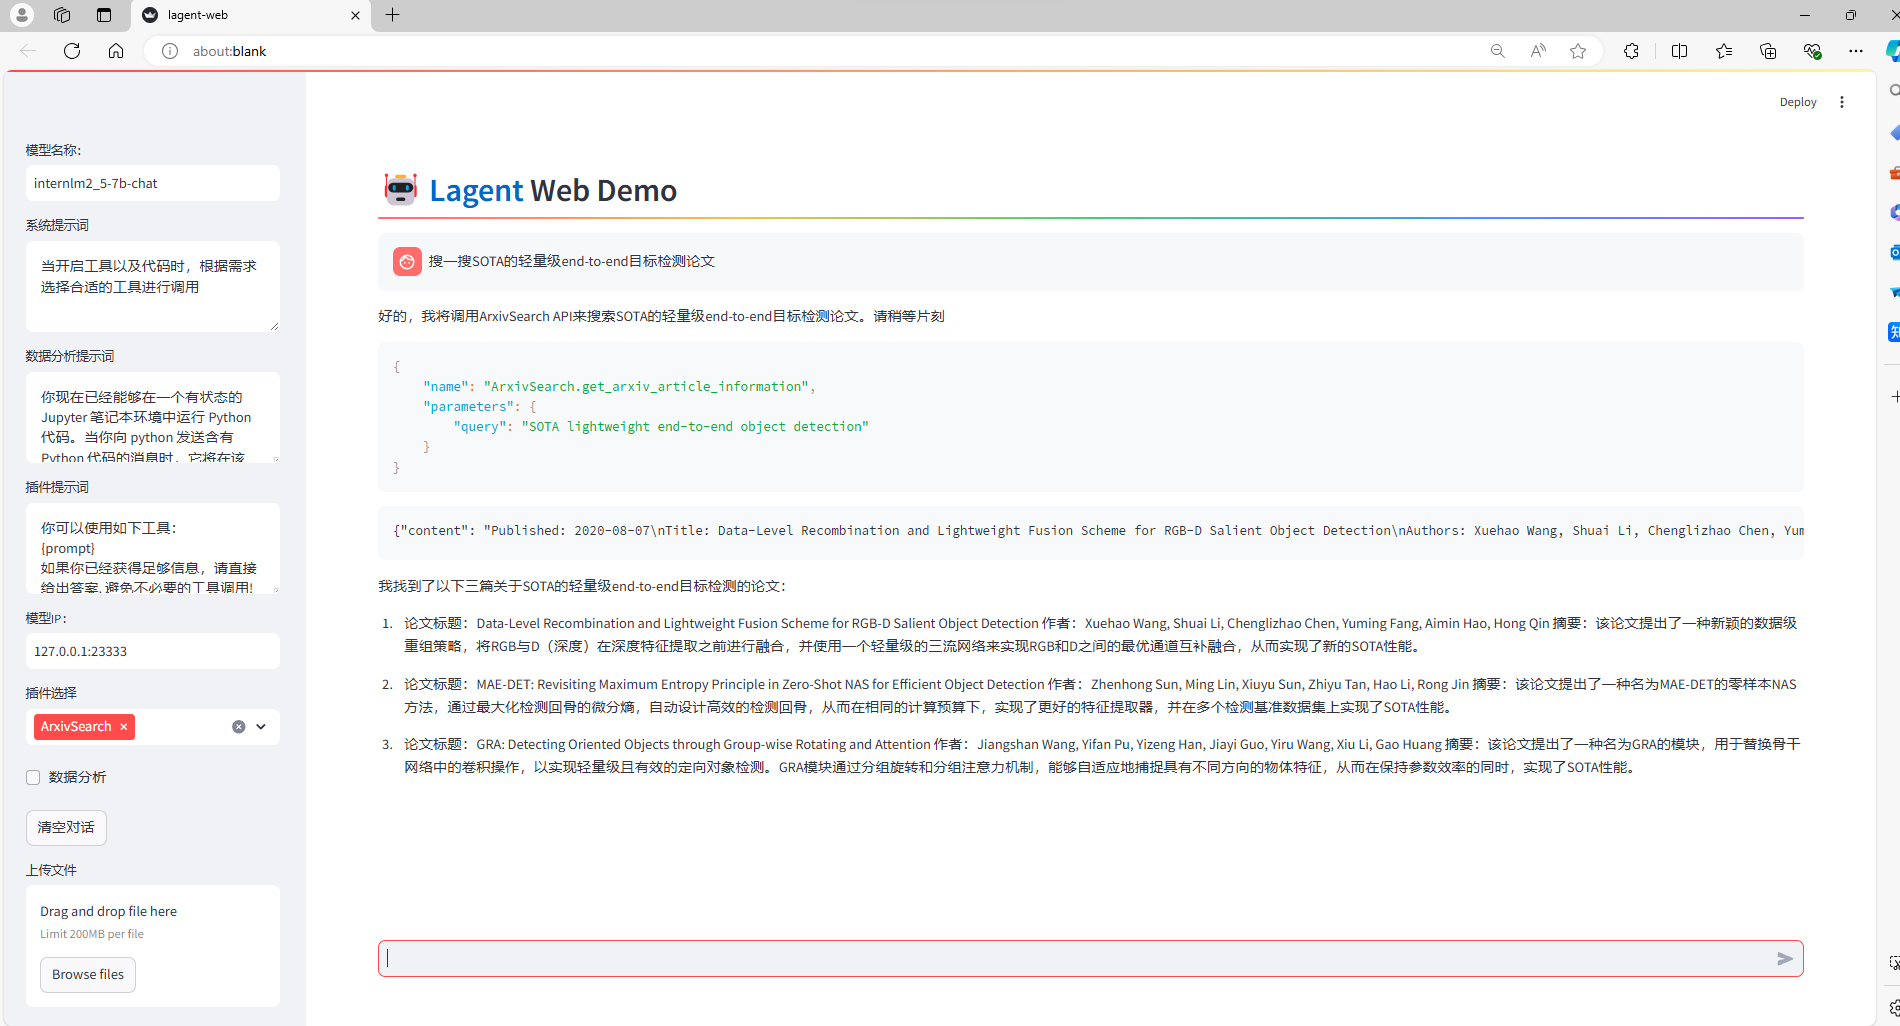 lagent-web
about:blank
Deploy
模型名称：
internlm2_5-7b-chat
系统提示词
当开启工具以及代码时，根据需求
选择合适的工具进行调用
数据分析提示词
你现在已经能够在一个有状态的
Jupyter 笔记本环境中运行 Python
代码。当你向 python 发送含有
Python 代码的消息时，它将在该
插件提示词
你可以使用如下工具：
{prompt}
如果你已经获得足够信息，请直接
给出答案. 避免不必要的工具调用!
模型IP：
127.0.0.1:23333
插件选择
ArxivSearch
数据分析
清空对话
上传文件
Drag and drop file here
Limit 200MB per file
Browse files
Lagent Web Demo
搜一搜SOTA的轻量级end-to-end目标检测论文
好的，我将调用ArxivSearch API来搜索SOTA的轻量级end-to-end目标检测论文。请稍等片刻
{
"name": "ArxivSearch.get_arxiv_article_information",
"parameters": {
"query": "SOTA lightweight end-to-end object detection"
}
}
{"content": "Published: 2020-08-07\nTitle: Data-Level Recombination and Lightweight Fusion Scheme for RGB-D Salient Object Detection\nAuthors: Xuehao Wang, Shuai Li, Chenglizhao Chen, Yum
我找到了以下三篇关于SOTA的轻量级end-to-end目标检测的论文：
1. 论文标题：Data-Level Recombination and Lightweight Fusion Scheme for RGB-D Salient Object Detection 作者：Xuehao Wang, Shuai Li, Chenglizhao Chen, Yuming Fang, Aimin Hao, Hong Qin 摘要：该论文提出了一种新颖的数据级
重组策略，将RGB与D（深度）在深度特征提取之前进行融合，并使用一个轻量级的三流网络来实现RGB和D之间的最优通道互补融合，从而实现了新的SOTA性能。
2. 论文标题：MAE-DET: Revisiting Maximum Entropy Principle in Zero-Shot NAS for Efficient Object Detection 作者：Zhenhong Sun, Ming Lin, Xiuyu Sun, Zhiyu Tan, Hao Li, Rong Jin 摘要：该论文提出了一种名为MAE-DET的零样本NAS
方法，通过最大化检测回骨的微分熵，自动设计高效的检测回骨，从而在相同的计算预算下，实现了更好的特征提取器，并在多个检测基准数据集上实现了SOTA性能。
3. 论文标题：GRA: Detecting Oriented Objects through Group-wise Rotating and Attention 作者：Jiangshan Wang, Yifan Pu, Yizeng Han, Jiayi Guo, Yiru Wang, Xiu Li, Gao Huang 摘要：该论文提出了一种名为GRA的模块，用于替换骨干
网络中的卷积操作，以实现轻量级且有效的定向对象检测。GRA模块通过分组旋转和分组注意力机制，能够自适应地捕捉具有不同方向的物体特征，从而在保持参数效率的同时，实现了SOTA性能。